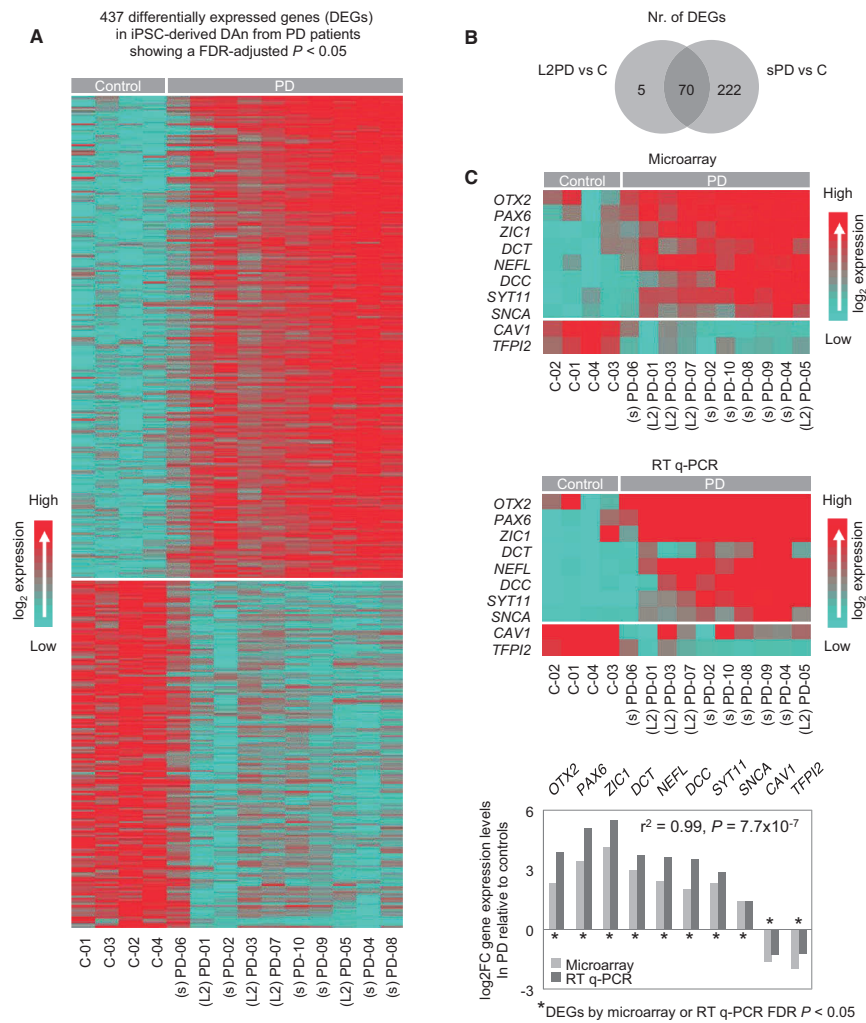 A
437 differentially expressed genes (DEGs)
in iPSC-derived DAn from PD patients
showing a FDR-adjusted P < 0.05
Control
PD
High
log2 expression
Low
C-01
C-03
C-02
C-04
(s) PD-06
(L2) PD-01
(s) PD-02
(L2) PD-03
(L2) PD-07
(s) PD-10
(s) PD-09
(L2) PD-05
(s) PD-04
(s) PD-08
B
Nr. of DEGs
L2PD vs C
sPD vs C
5
70
222
C
Microarray
Control
PD
OTX2
PAX6
ZIC1
DCT
NEFL
DCC
SYT11
SNCA
CAV1
TFPI2
High
log2 expression
Low
C-02
C-01
C-04
C-03
(s) PD-06
(L2) PD-01
(L2) PD-03
(L2) PD-07
(s) PD-02
(s) PD-10
(s) PD-08
(s) PD-09
(s) PD-04
(L2) PD-05
RT q-PCR
Control
PD
OTX2
PAX6
ZIC1
DCT
NEFL
DCC
SYT11
SNCA
CAV1
TFPI2
High
log2 expression
Low
C-02
C-01
C-04
C-03
(s) PD-06
(L2) PD-01
(L2) PD-03
(L2) PD-07
(s) PD-02
(s) PD-10
(s) PD-08
(s) PD-09
(s) PD-04
(L2) PD-05
OTX2
PAX6
ZIC1
DCT
NEFL
DCC
SYT11
SNCA
CAV1
TFPI2
log2FC gene expression levels
In PD relative to controls
6
3
0
-3
r² = 0.99, P = 7.7x10⁻⁷
* * * * * * * * * *
Microarray
RT q-PCR
*DEGs by microarray or RT q-PCR FDR P < 0.05